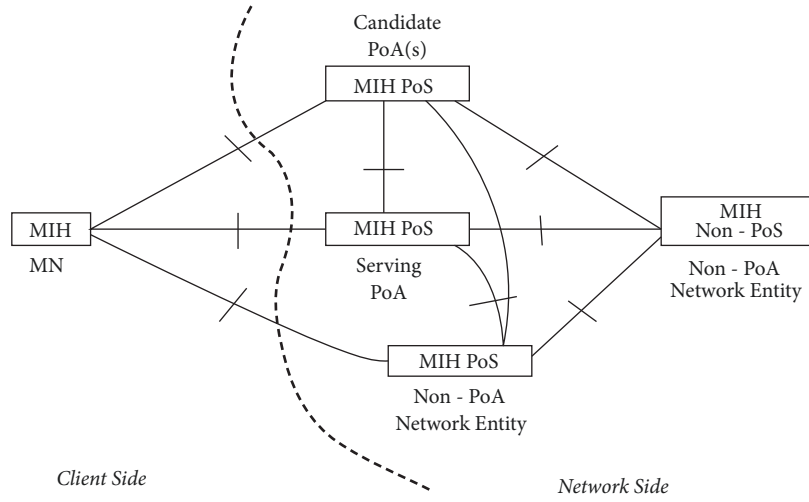 Candidate
PoA(s)
MIH PoS
MIH
MN
MIH PoS
Serving
PoA
MIH
Non - PoS
Non - PoA
Network Entity
MIH PoS
Non - PoA
Network Entity
Client Side
Network Side